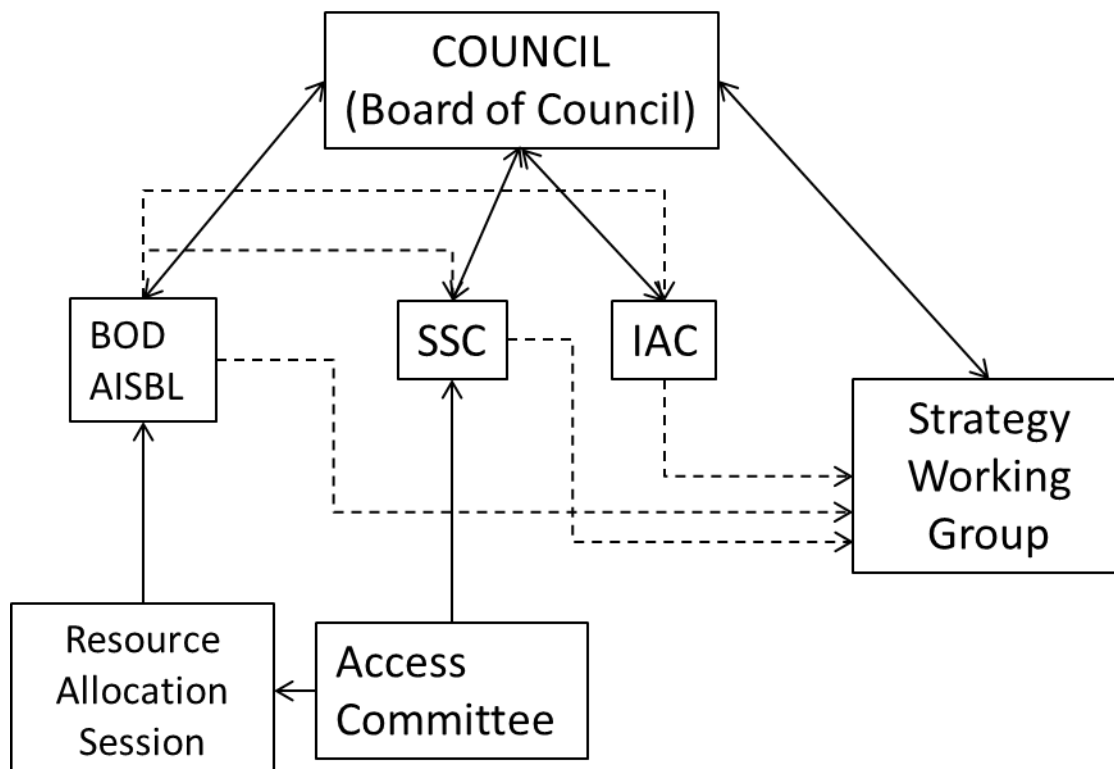 COUNCIL
(Board of Council)
BOD
AISBL
SSC
IAC
Strategy
Working
Group
Resource
Allocation
Session
Access
Committee